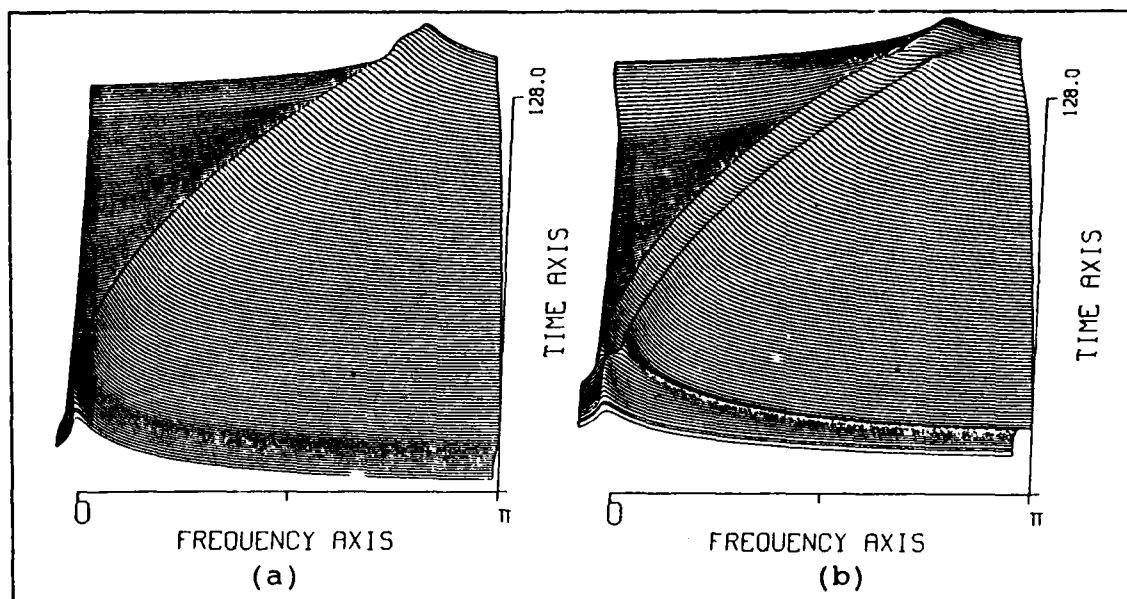 128.0
TIME AXIS
0
π
FREQUENCY AXIS
(a)
128.0
TIME AXIS
0
π
FREQUENCY AXIS
(b)